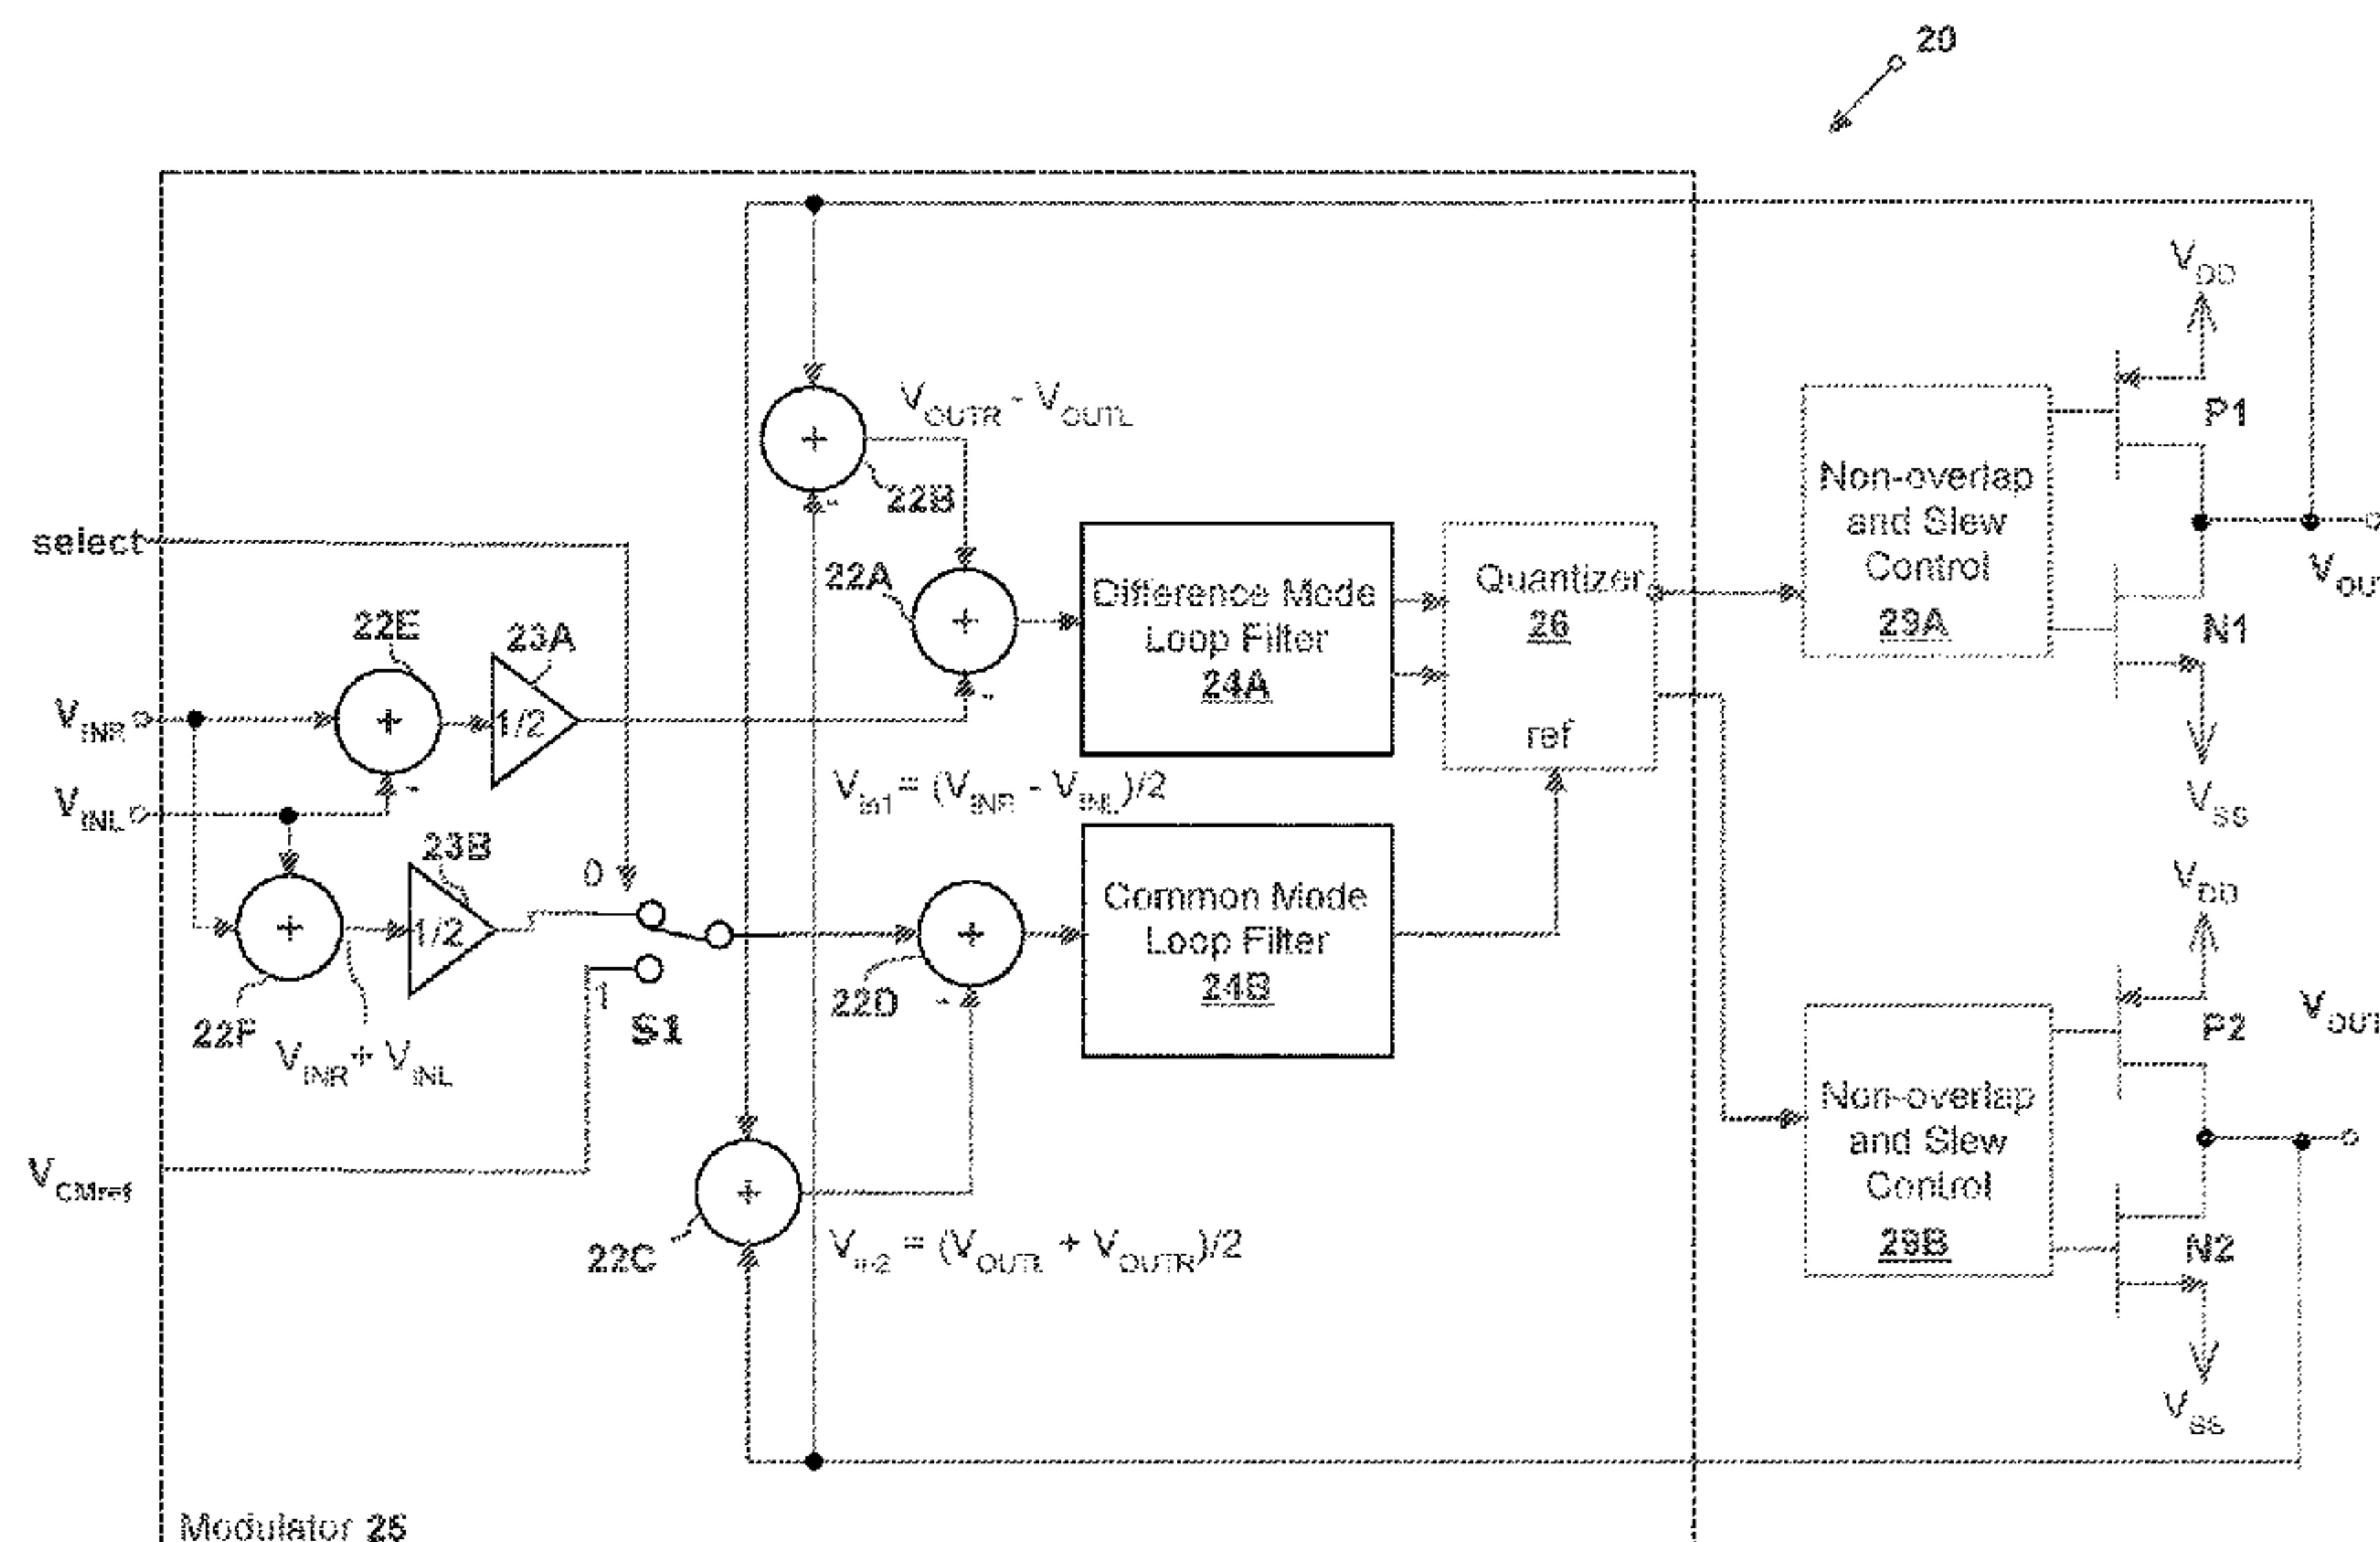 20
V_DD
V_OUTR - V_OUTL
P1
22B
Non-overlap
and Slew
Control
29A
select
22A
Difference Mode
Loop Filter
24A
Quantizer
26
V_OUT
22E
23A
N1
V_INR
+
1/2
ref
V_in1 = (V_INR - V_INL)/2
V_INL
V_SS
23B
0
V_DD
Common Mode
Loop Filter
24B
+
1/2
22F
1
S1
22D
V_OUT
P2
V_INR + V_INL
Non-overlap
and Slew
Control
29B
V_CMref
22C
V_in2 = (V_OUTL + V_OUTR)/2
N2
V_SS
Modulator 25